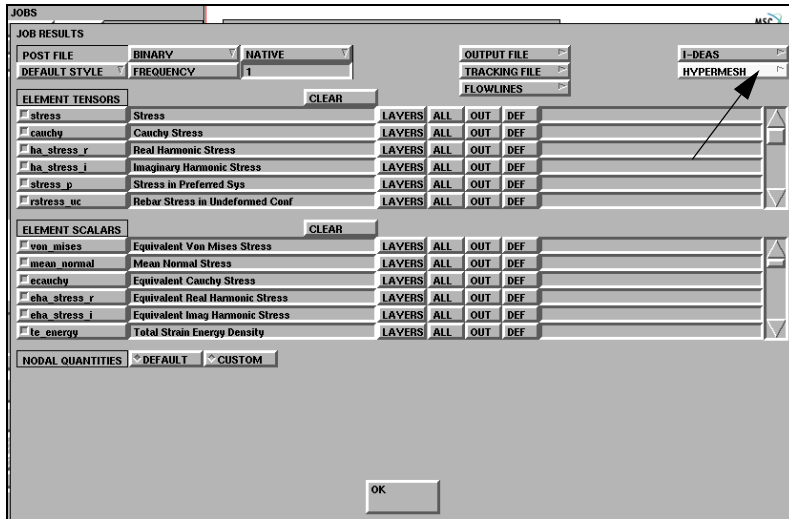 JOBS
MSC
JOB RESULTS
POST FILE BINARY NATIVE OUTPUT FILE I-DEAS
DEFAULT STYLE FREQUENCY 1 TRACKING FILE HYPERMESH
FLOWLINES
ELEMENT TENSORS CLEAR
stress Stress LAYERS ALL OUT DEF
cauchy Cauchy Stress LAYERS ALL OUT DEF
ha_stress_r Real Harmonic Stress LAYERS ALL OUT DEF
ha_stress_i Imaginary Harmonic Stress LAYERS ALL OUT DEF
stress_p Stress in Preferred Sys LAYERS ALL OUT DEF
rstress_uc Rebar Stress in Undeformed Conf LAYERS ALL OUT DEF
ELEMENT SCALARS CLEAR
von_mises Equivalent Von Mises Stress LAYERS ALL OUT DEF
mean_normal Mean Normal Stress LAYERS ALL OUT DEF
ecauchy Equivalent Cauchy Stress LAYERS ALL OUT DEF
eha_stress_r Equivalent Real Harmonic Stress LAYERS ALL OUT DEF
eha_stress_i Equivalent Imag Harmonic Stress LAYERS ALL OUT DEF
te_energy Total Strain Energy Density LAYERS ALL OUT DEF
NODAL QUANTITIES DEFAULT CUSTOM
OK